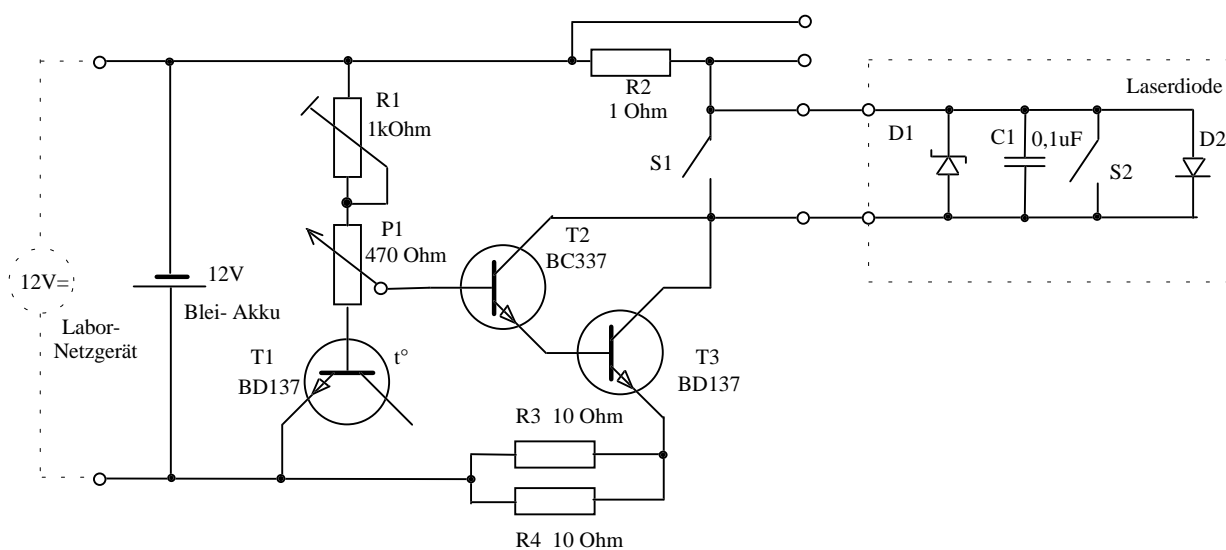 R2
1 Ohm
Laserdiode
R1
1kOhm
S1
D1
C1
0,1uF
S2
D2
P1
470 Ohm
T2
BC337
12V=
12V
Blei- Akku
Labor-
Netzgerät
T1
BD137
t°
T3
BD137
R3 10 Ohm
R4 10 Ohm